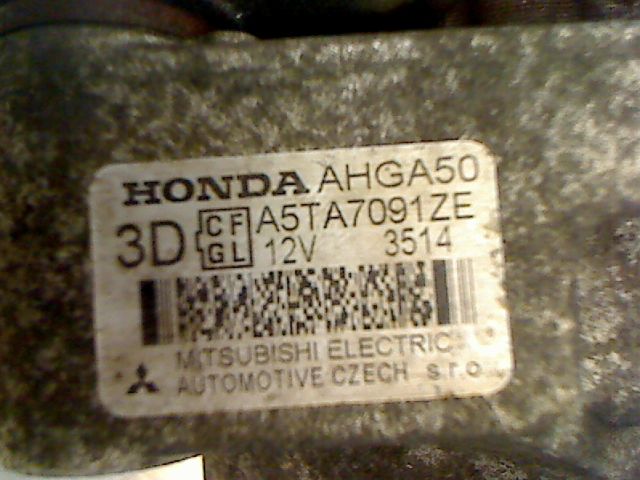 HONDA AHGA50
3D CF GL A5TA7091ZE
12V 3514
MITSUBISHI ELECTRIC
AUTOMOTIVE CZECH s.r.o